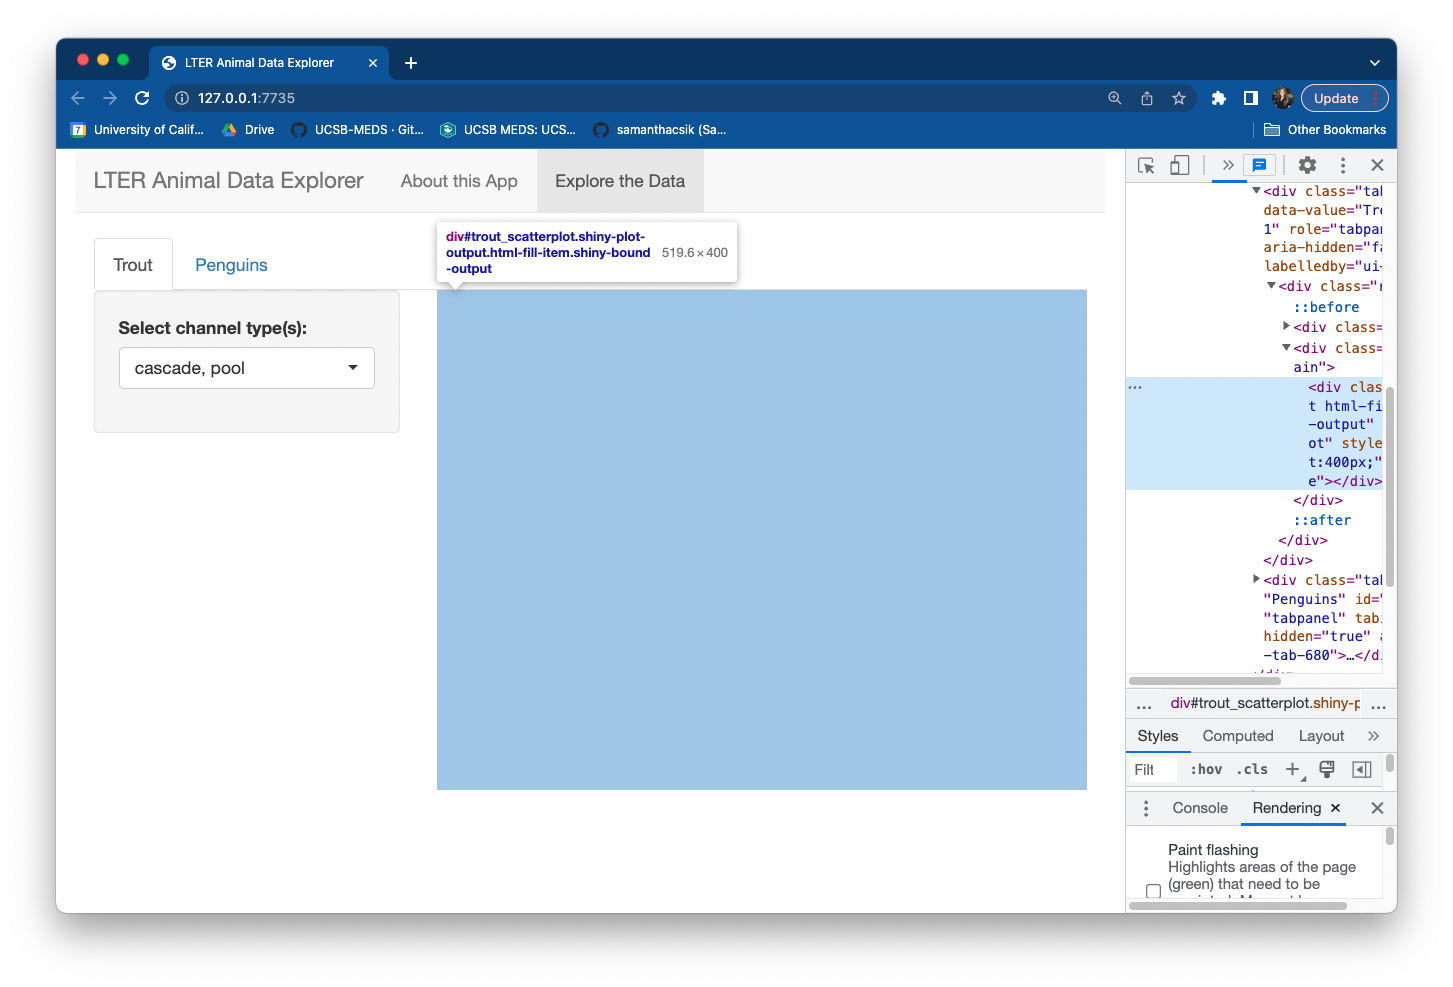 LTER Animal Data Explorer
127.0.0.1:7735
Update
University of Calif...
Drive
UCSB-MEDS · Git...
UCSB MEDS: UCS...
samanthacsik (Sa...
Other Bookmarks
LTER Animal Data Explorer
About this App
Explore the Data
div#trout_scatterplot.shiny-plot-
output.html-fill-item.shiny-bound
-output
519.6 × 400
Trout
Penguins
Select channel type(s):
cascade, pool
<div class="tal
data-value="Tro
1" role="tabpan
aria-hidden="fa
labelledby="ui-
<div class="r
::before
<div class=
<div class=
ain">
<div clas
t html-fi
-output"
ot" style
t:400px;"
e"></div>
</div>
::after
</div>
</div>
<div class="tal
"Penguins" id="
"tabpanel" tab
hidden="true" a
-tab-680">…</di
...
div#trout_scatterplot.shiny-p
...
Styles
Computed
Layout
Filt
:hov
.cls
Console
Rendering
Paint flashing
Highlights areas of the page
(green) that need to be